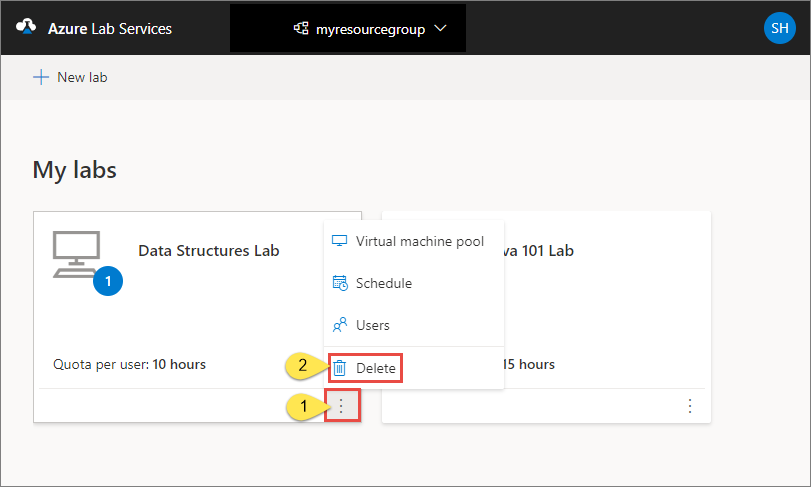 Azure Lab Services
myresourcegroup
SH
New lab
My labs
Data Structures Lab
1
Quota per user: 10 hours
Virtual machine pool
Schedule
Users
2 Delete
1
va 101 Lab
15 hours